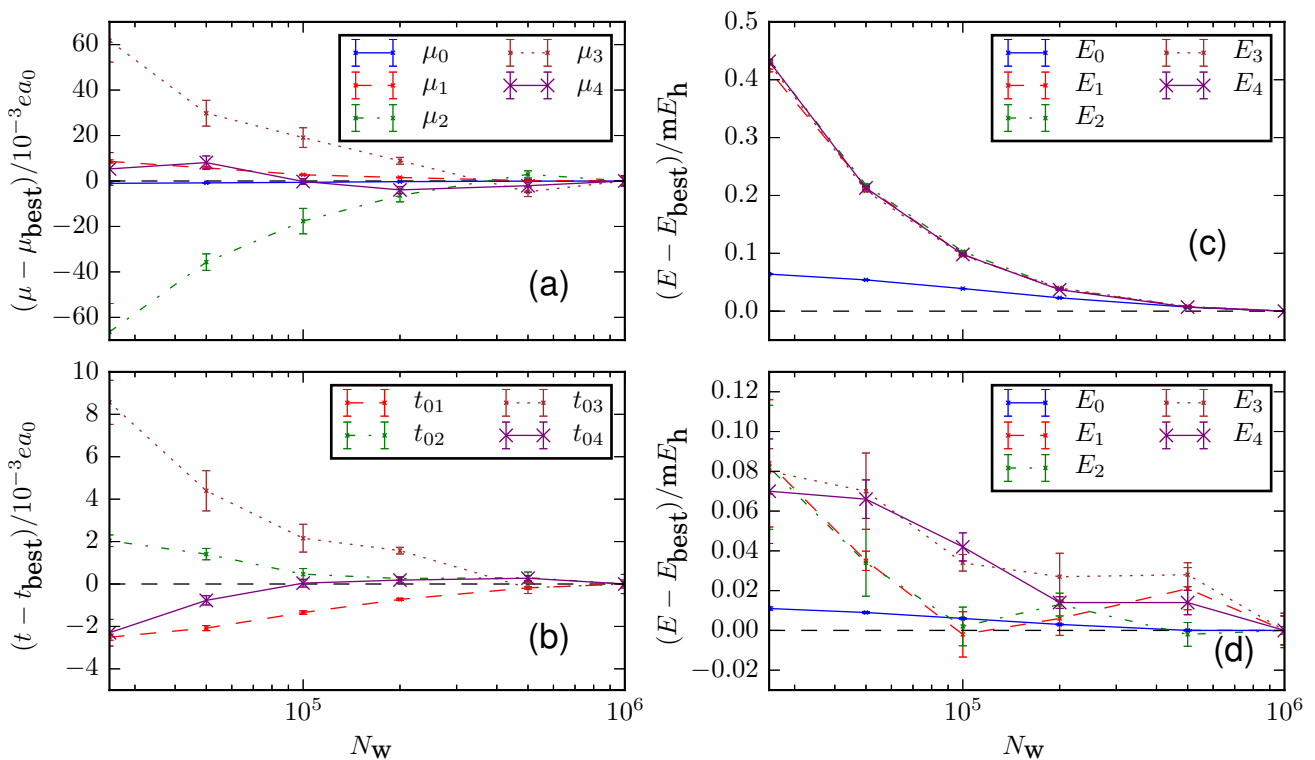 (μ − μbest)/10⁻³ea₀
60
40
20
0
−20
−40
−60
μ₀ μ₃
μ₁ μ₄
μ₂
(a)
(E − Ebest)/mEh
0.5
0.4
0.3
0.2
0.1
0.0
E₀ E₃
E₁ E₄
E₂
(c)
(t − tbest)/10⁻³ea₀
10
8
6
4
2
0
−2
−4
t₀₁ t₀₃
t₀₂ t₀₄
(b)
10⁵ 10⁶
NW
(E − Ebest)/mEh
0.12
0.10
0.08
0.06
0.04
0.02
0.00
−0.02
E₀ E₃
E₁ E₄
E₂
(d)
10⁵ 10⁶
NW